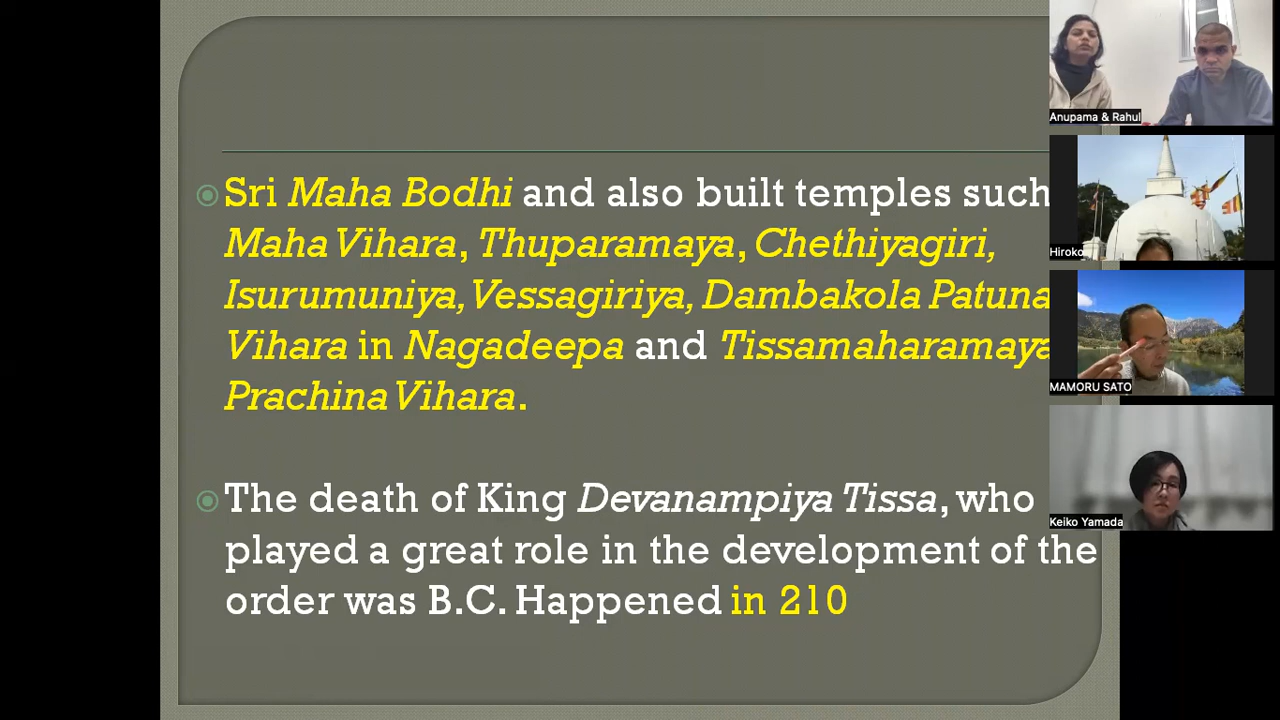 Sri Maha Bodhi and also built temples such
Maha Vihara, Thuparamaya, Chethiyagiri,
Isurumuniya, Vessagiriya, Dambakola Patuna
Vihara in Nagadeepa and Tissamaharamaya
Prachina Vihara.
The death of King Devanampiya Tissa, who
played a great role in the development of the
order was B.C. Happened in 210
Anupama & Rahul
Hiroko
MAMORU SATO
Keiko Yamada